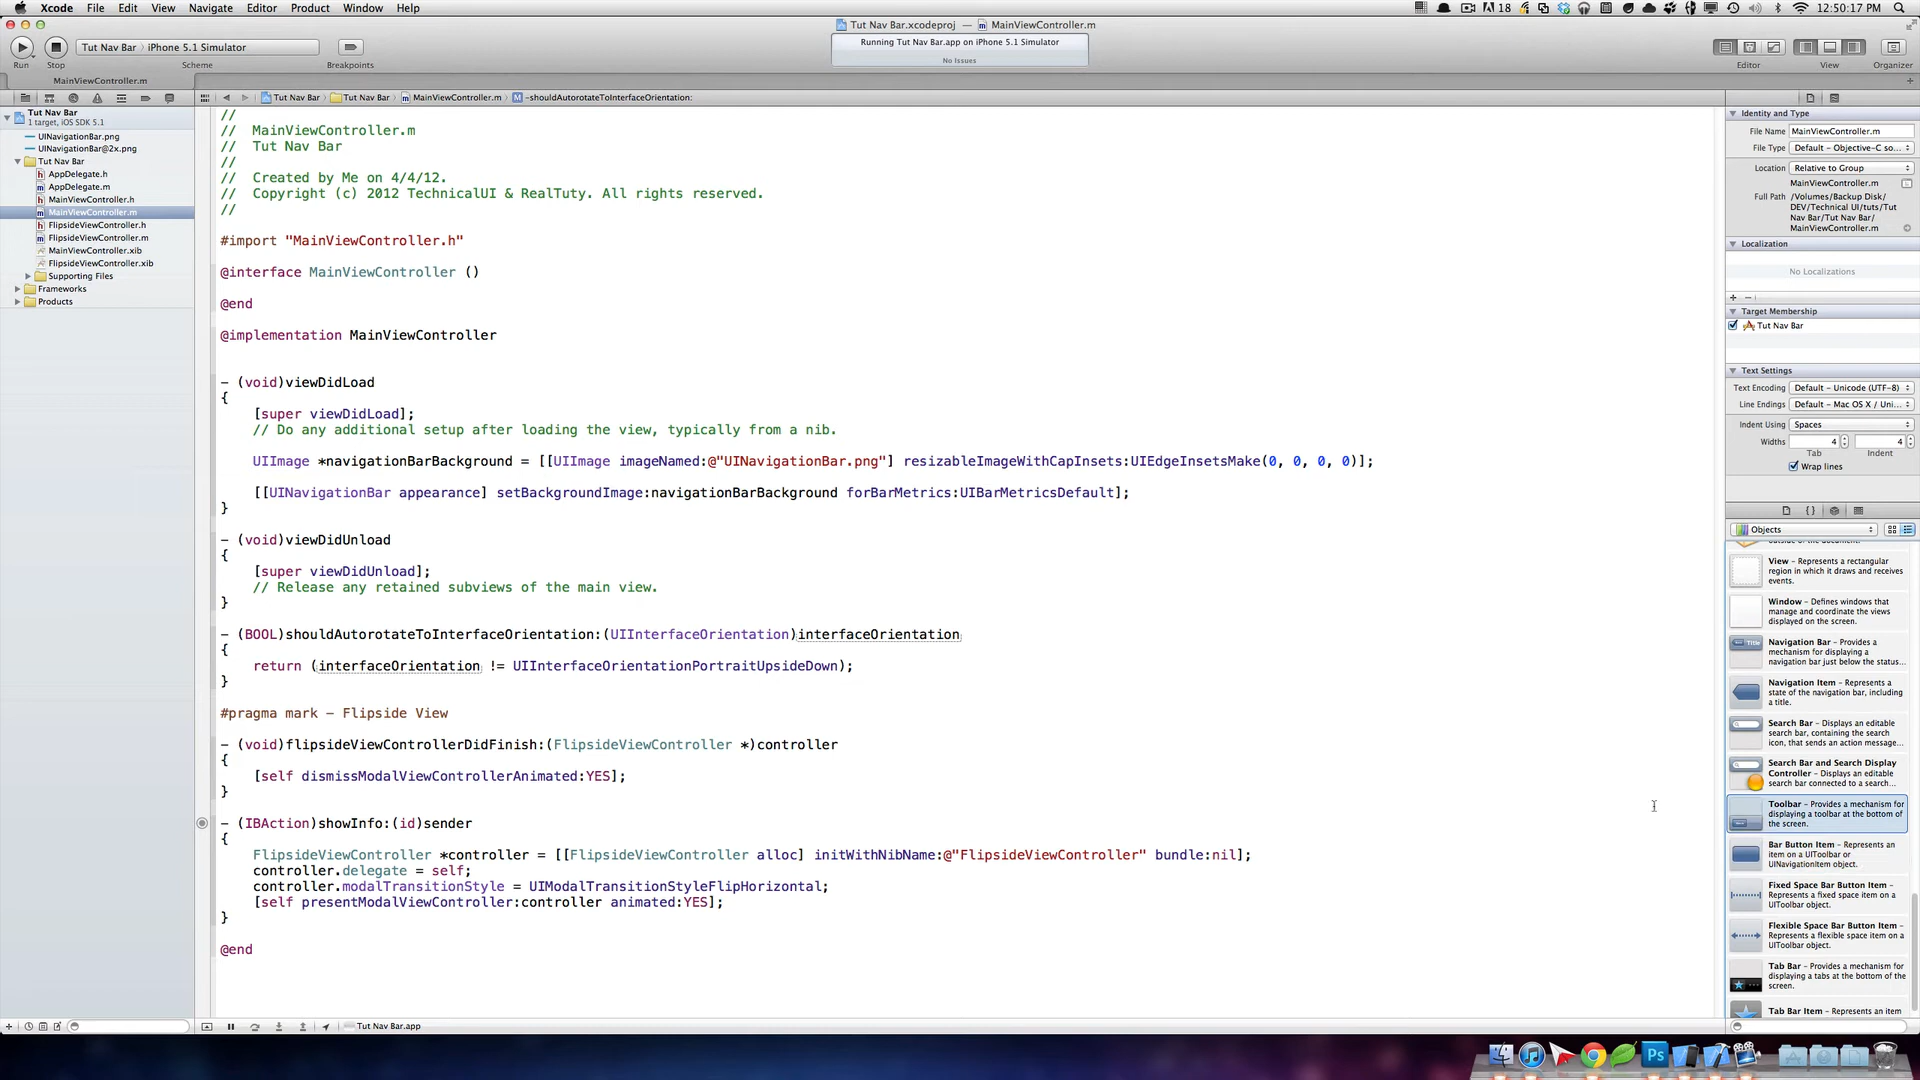 Xcode File Edit View Navigate Editor Product Window Help
18 12:50:17 PM
Tut Nav Bar.xcodeproj — MainViewController.m
Tut Nav Bar › iPhone 5.1 Simulator
Running Tut Nav Bar.app on iPhone 5.1 Simulator
No Issues
Run Stop Scheme Breakpoints Editor View Organizer
MainViewController.m
Tut Nav Bar Tut Nav Bar MainViewController.m -shouldAutorotateToInterfaceOrientation:
Tut Nav Bar
1 target, iOS SDK 5.1
UINavigationBar.png
UINavigationBar@2x.png
Tut Nav Bar
AppDelegate.h
AppDelegate.m
MainViewController.h
MainViewController.m
FlipsideViewController.h
FlipsideViewController.m
MainViewController.xib
FlipsideViewController.xib
Supporting Files
Frameworks
Products
//
// MainViewController.m
// Tut Nav Bar
//
// Created by Me on 4/4/12.
// Copyright (c) 2012 TechnicalUI & RealTuty. All rights reserved.
//
#import "MainViewController.h"
@interface MainViewController ()
@end
@implementation MainViewController
- (void)viewDidLoad
{
[super viewDidLoad];
// Do any additional setup after loading the view, typically from a nib.
UIImage *navigationBarBackground = [[UIImage imageNamed:@"UINavigationBar.png"] resizableImageWithCapInsets:UIEdgeInsetsMake(0, 0, 0, 0)];
[[UINavigationBar appearance] setBackgroundImage:navigationBarBackground forBarMetrics:UIBarMetricsDefault];
}
- (void)viewDidUnload
{
[super viewDidUnload];
// Release any retained subviews of the main view.
}
- (BOOL)shouldAutorotateToInterfaceOrientation:(UIInterfaceOrientation)interfaceOrientation
{
return (interfaceOrientation != UIInterfaceOrientationPortraitUpsideDown);
}
#pragma mark - Flipside View
- (void)flipsideViewControllerDidFinish:(FlipsideViewController *)controller
{
[self dismissModalViewControllerAnimated:YES];
}
- (IBAction)showInfo:(id)sender
{
FlipsideViewController *controller = [[FlipsideViewController alloc] initWithNibName:@"FlipsideViewController" bundle:nil];
controller.delegate = self;
controller.modalTransitionStyle = UIModalTransitionStyleFlipHorizontal;
[self presentModalViewController:controller animated:YES];
}
@end
Tut Nav Bar.app
Identity and Type
File Name MainViewController.m
File Type Default - Objective-C so...
Location Relative to Group
MainViewController.m
Full Path /Volumes/Backup Disk/
DEV/Technical UI/tuts/Tut
Nav Bar/Tut Nav Bar/
MainViewController.m
Localization
No Localizations
Target Membership
Tut Nav Bar
Text Settings
Text Encoding Default - Unicode (UTF-8)
Line Endings Default - Mac OS X / Uni...
Indent Using Spaces
Widths 4 4
Tab Indent
Wrap lines
Objects
outside of the document.
View - Represents a rectangular
region in which it draws and receives
events.
Window - Defines windows that
manage and coordinate the views
displayed on the screen.
Title
Navigation Bar - Provides a
mechanism for displaying a
navigation bar just below the status...
Navigation Item - Represents a
state of the navigation bar, including
a title.
Search Bar - Displays an editable
search bar, containing the search
icon, that sends an action message...
Search Bar and Search Display
Controller - Displays an editable
search bar connected to a search...
Toolbar - Provides a mechanism for
displaying a toolbar at the bottom of
the screen.
Bar Button Item - Represents an
item on a UIToolbar or
UINavigationItem object.
Fixed Space Bar Button Item -
Represents a fixed space item on a
UIToolbar object.
Flexible Space Bar Button Item -
Represents a flexible space item on a
UIToolbar object.
Tab Bar - Provides a mechanism for
displaying a tabs at the bottom of the
screen.
Tab Bar Item - Represents an item
Ps